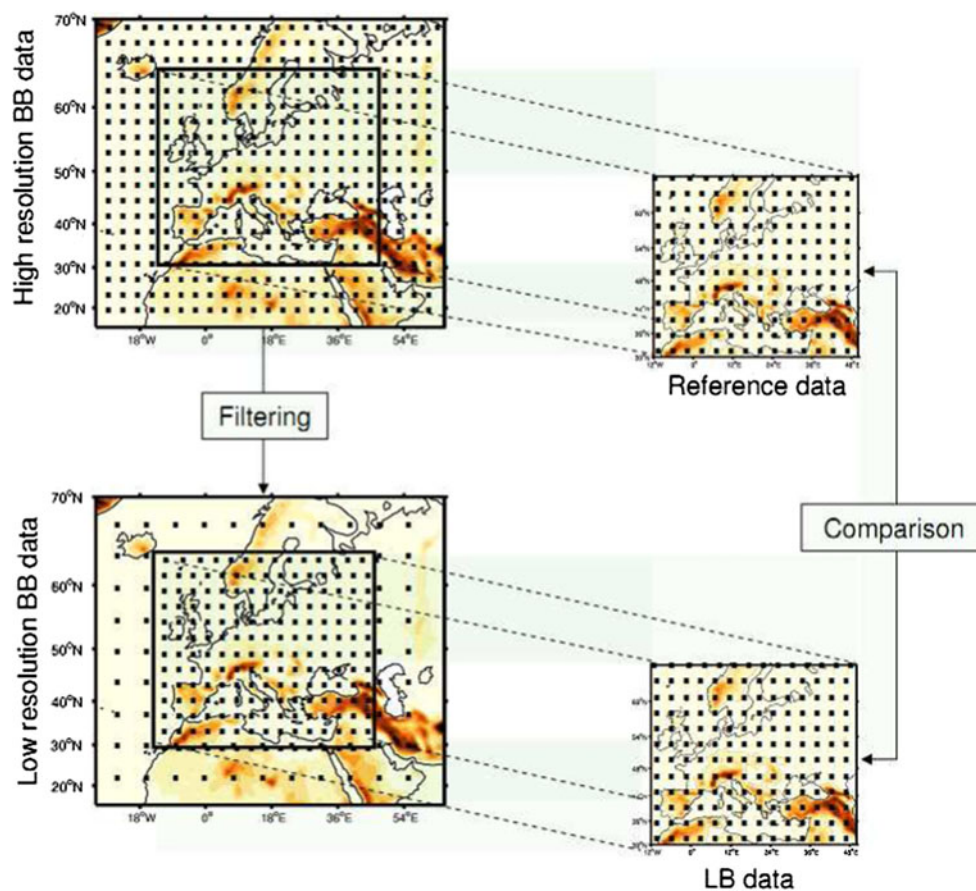 High resolution BB data
70°N
60°N
50°N
40°N
30°N
20°N
18°W 0° 18°E 36°E 54°E
Reference data
Filtering
Comparison
Low resolution BB data
70°N
60°N
50°N
40°N
30°N
20°N
18°W 0° 18°E 36°E 54°E
LB data